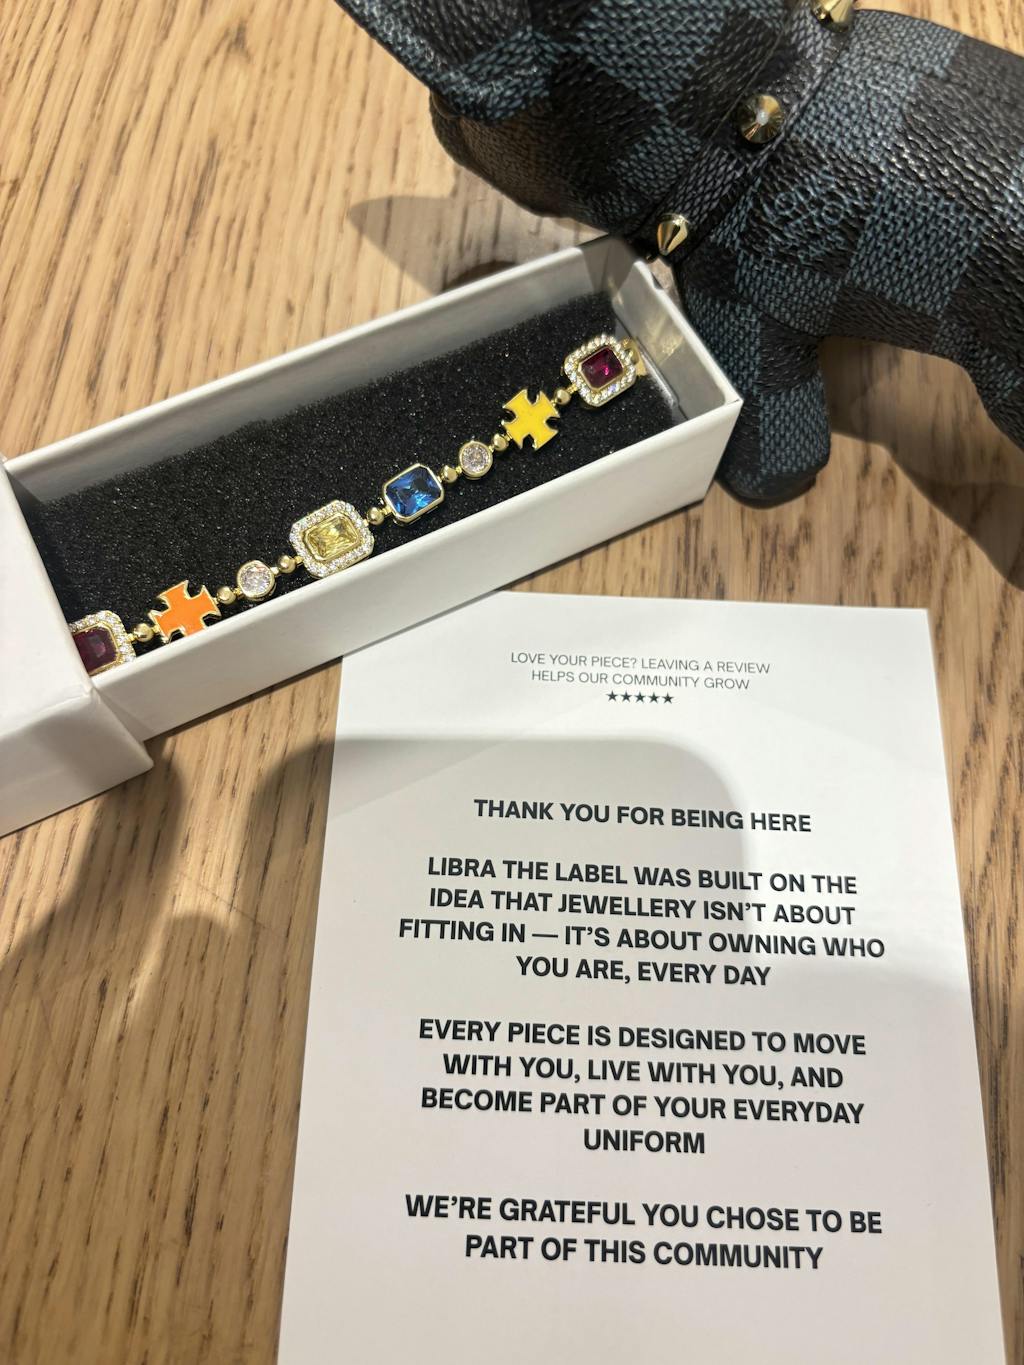 LOVE YOUR PIECE? LEAVING A REVIEW
HELPS OUR COMMUNITY GROW
★★★★★
THANK YOU FOR BEING HERE
LIBRA THE LABEL WAS BUILT ON THE
IDEA THAT JEWELLERY ISN'T ABOUT
FITTING IN — IT'S ABOUT OWNING WHO
YOU ARE, EVERY DAY
EVERY PIECE IS DESIGNED TO MOVE
WITH YOU, LIVE WITH YOU, AND
BECOME PART OF YOUR EVERYDAY
UNIFORM
WE'RE GRATEFUL YOU CHOSE TO BE
PART OF THIS COMMUNITY